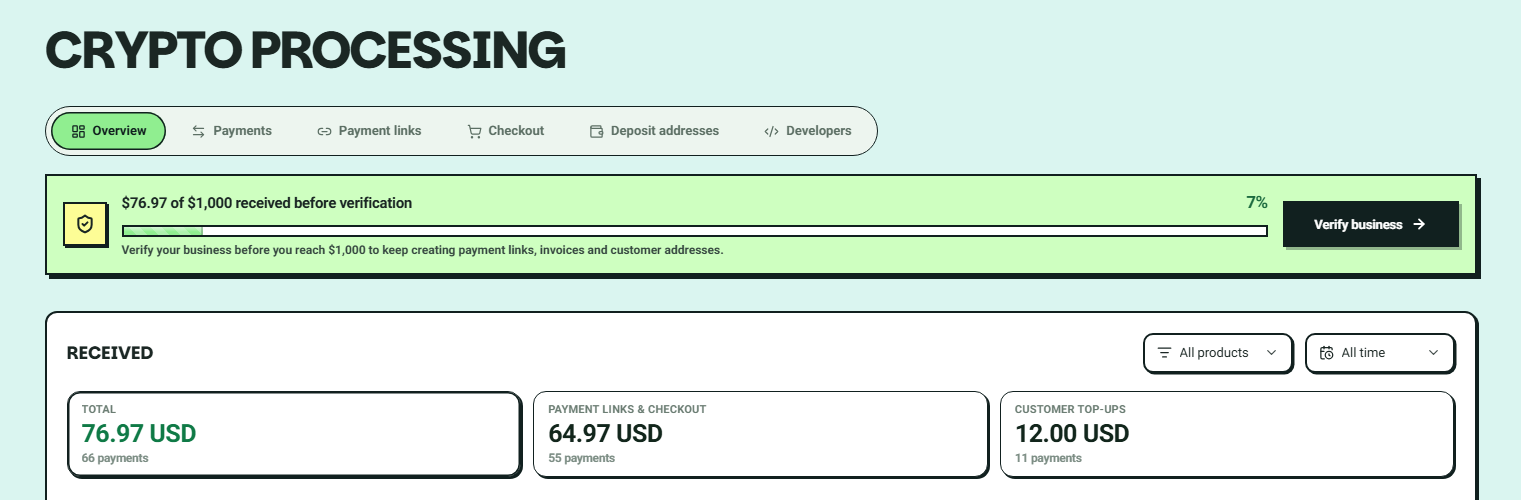 CRYPTO PROCESSING
Overview Payments Payment links Checkout Deposit addresses Developers
$76.97 of $1,000 received before verification 7%
Verify business
Verify your business before you reach $1,000 to keep creating payment links, invoices and customer addresses.
RECEIVED All products All time
TOTAL PAYMENT LINKS & CHECKOUT CUSTOMER TOP-UPS
76.97 USD 64.97 USD 12.00 USD
66 payments 55 payments 11 payments